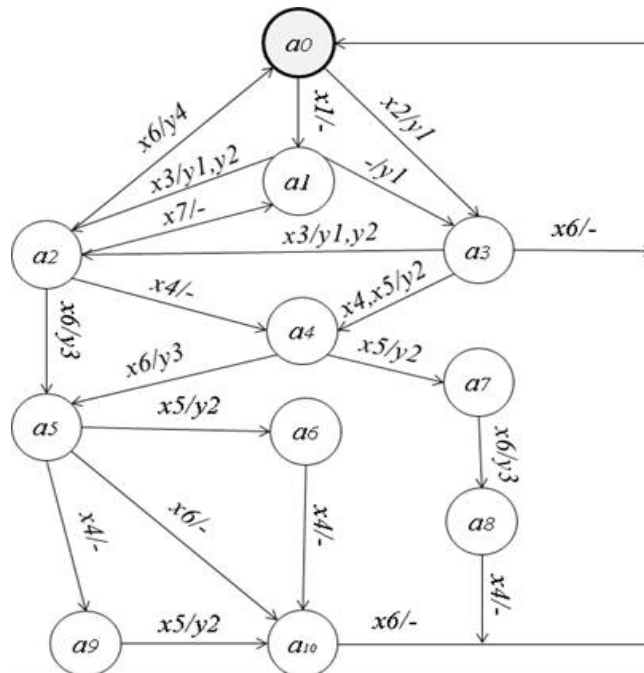 a0
x6/y4
x1/-
x2/y1
x3/y1,y2
-/y1
a1
x7/-
a2
x3/y1,y2
a3
x6/-
x4/-
x4,x5/y2
a4
x6/y3
x6/y3
x5/y2
a7
a5
x5/y2
a6
x6/y3
x4/-
x6/-
x4/-
a8
x4/-
a9
x5/y2
a10
x6/-